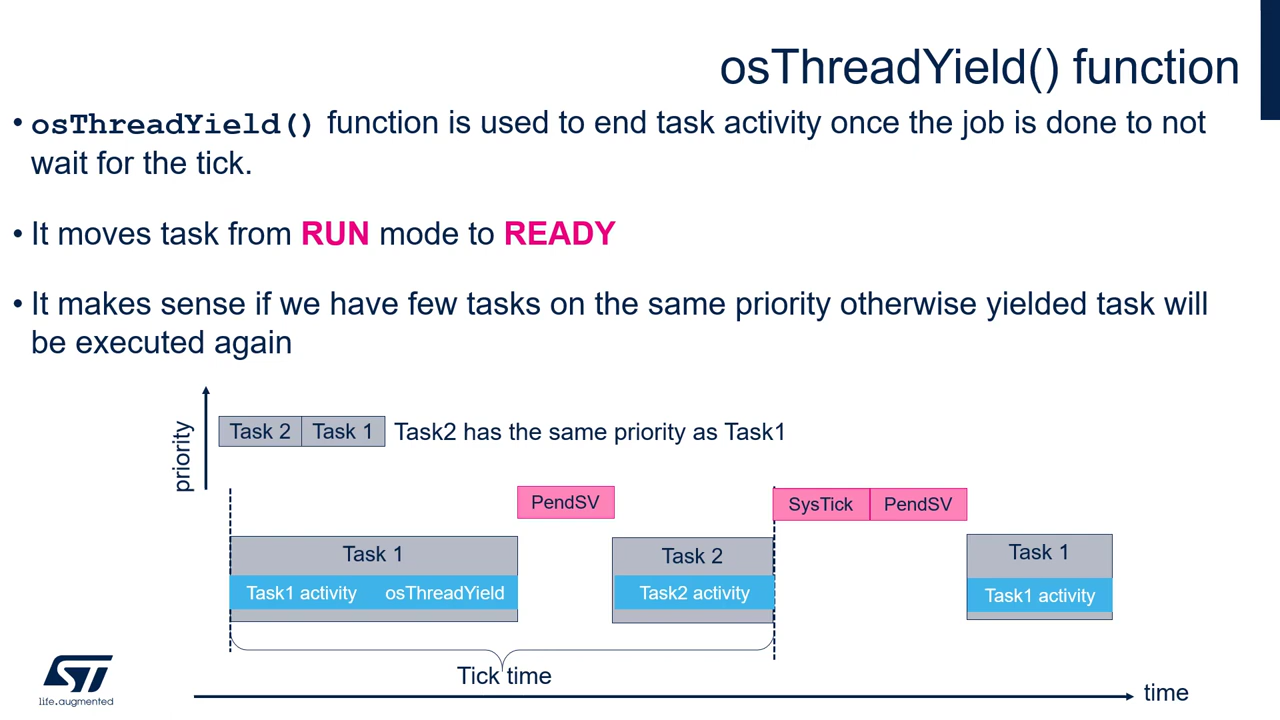 osThreadYield() function
• osThreadYield() function is used to end task activity once the job is done to not
wait for the tick.
• It moves task from RUN mode to READY
• It makes sense if we have few tasks on the same priority otherwise yielded task will
be executed again
priority
Task 2 Task 1 Task2 has the same priority as Task1
PendSV SysTick PendSV
Task 1 Task 2 Task 1
Task1 activity osThreadYield Task2 activity Task1 activity
Tick time
time
ST
life.augmented